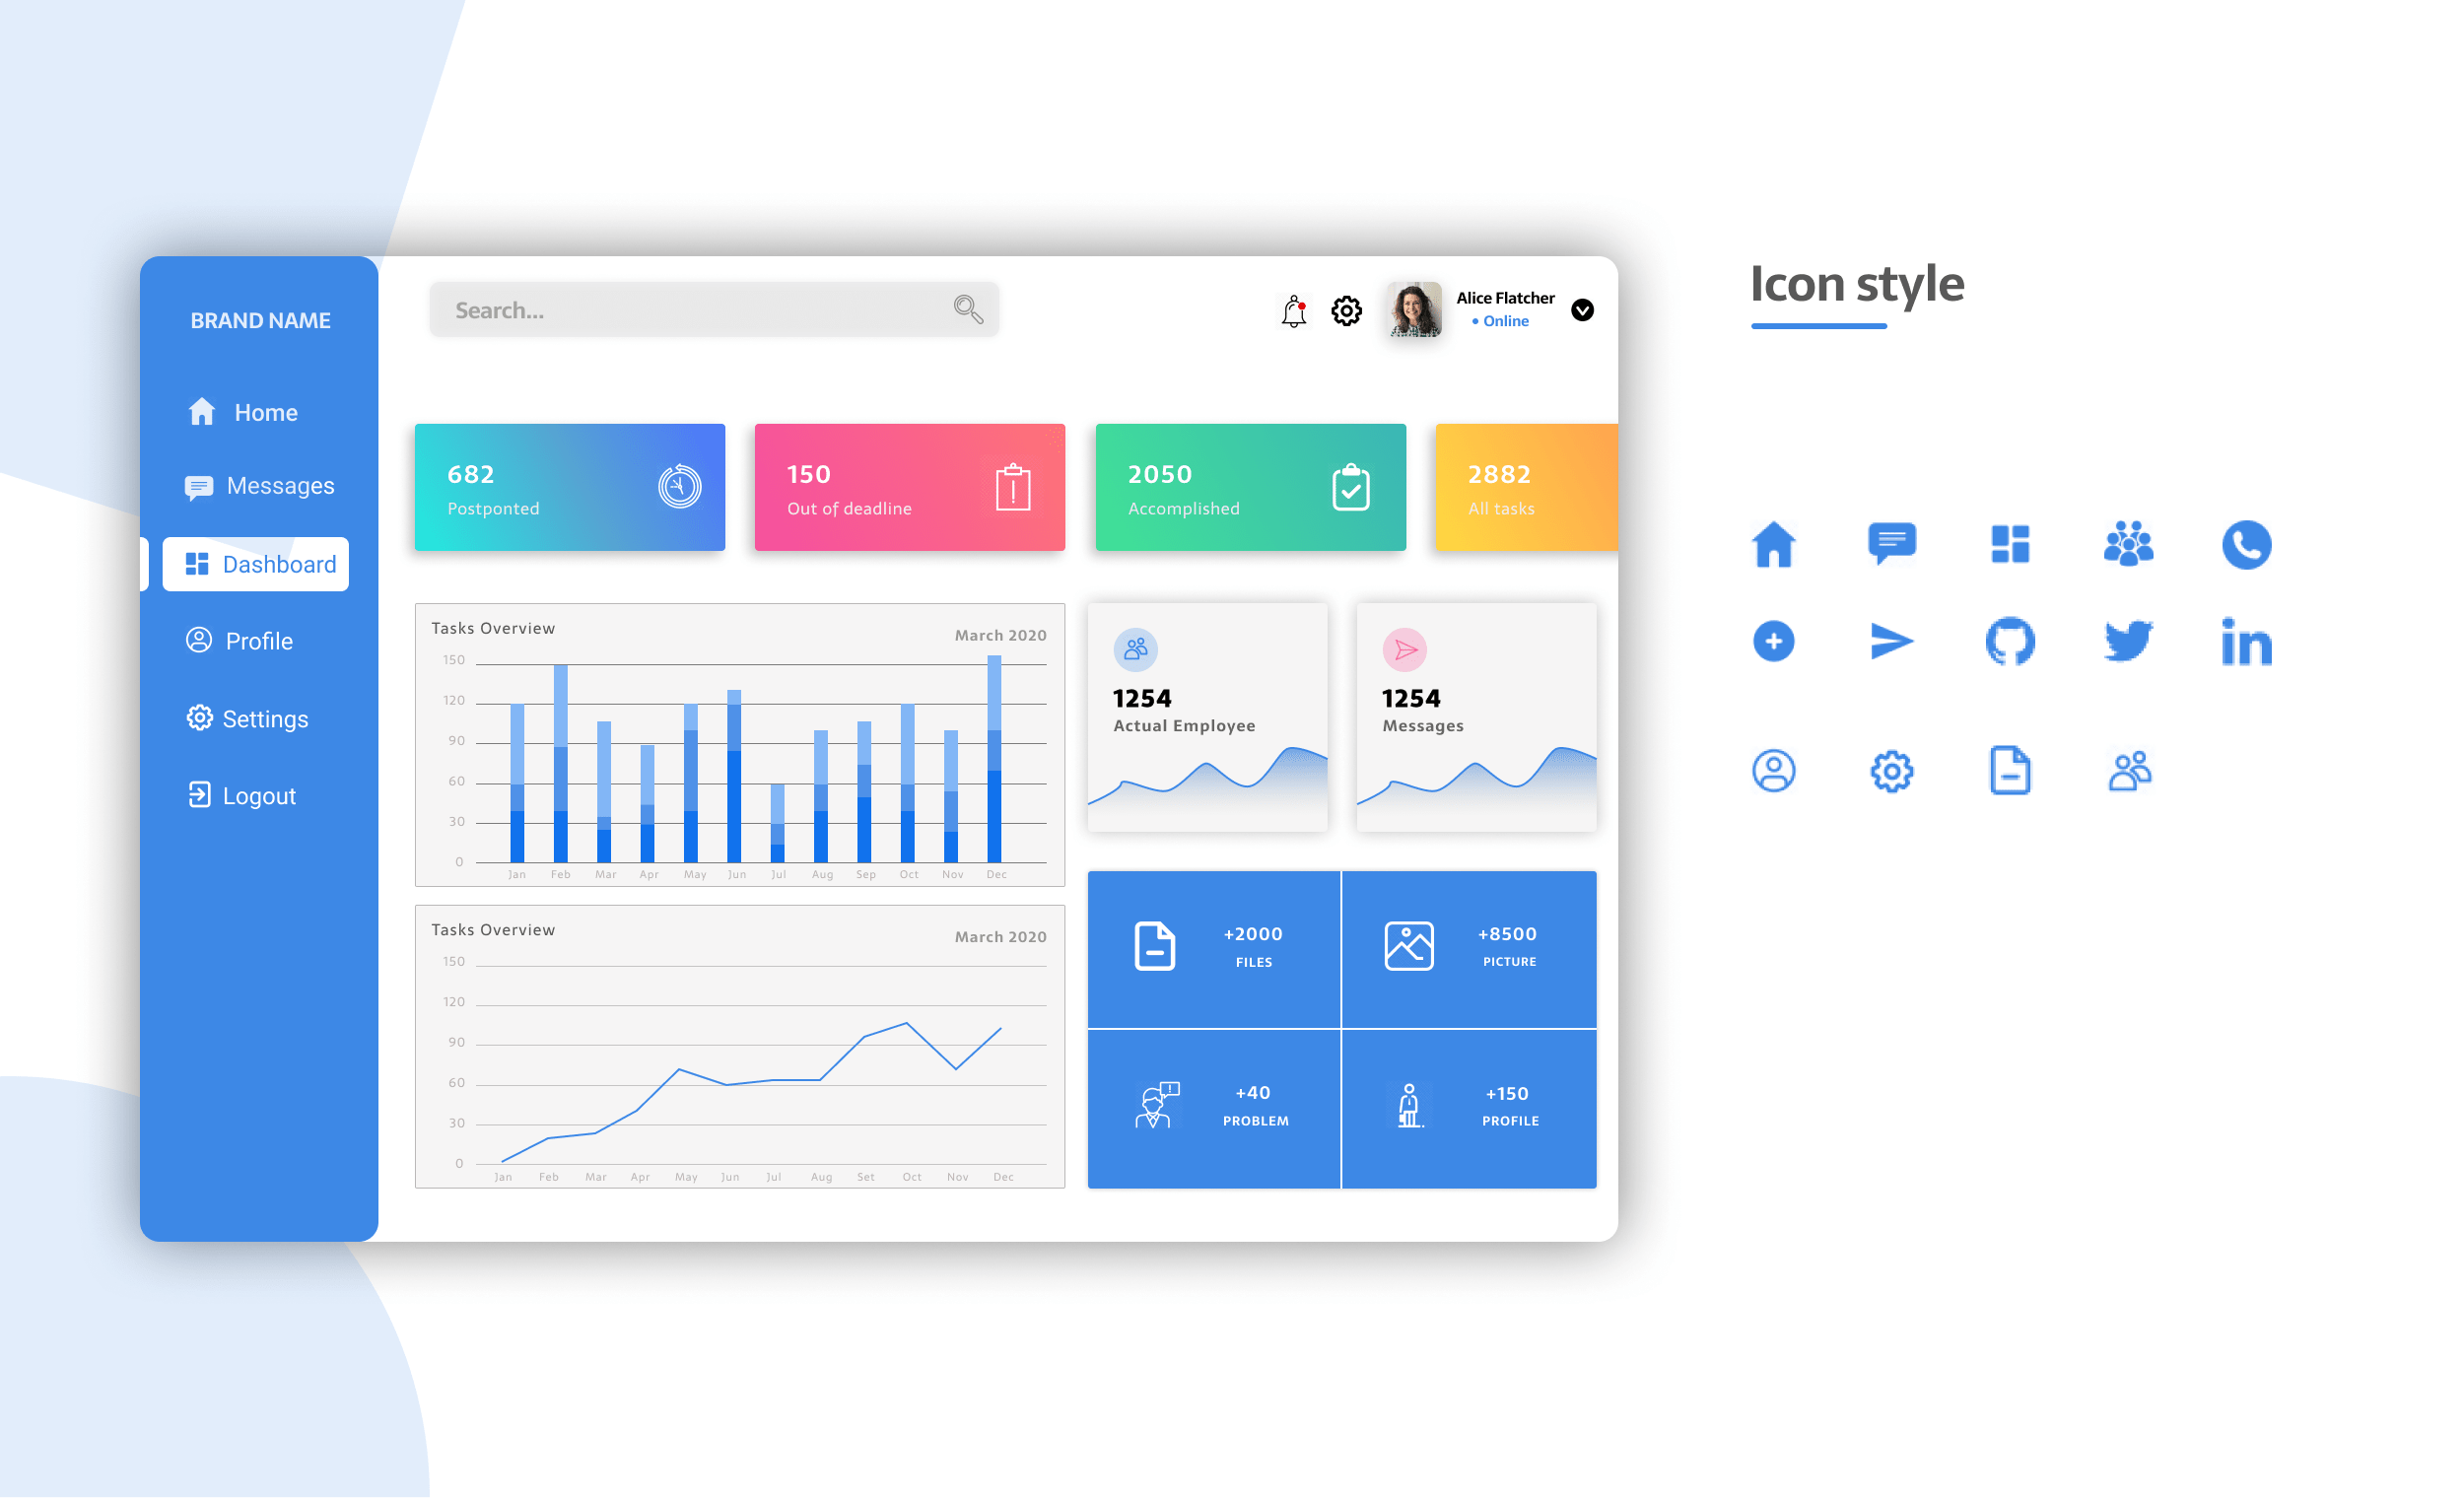 Icon style
BRAND NAME
Home
Messages
Dashboard
Profile
Settings
Logout
Search...
Alice Flatcher
• Online
682
Postponted
150
Out of deadline
2050
Accomplished
2882
All tasks
Tasks Overview
March 2020
150
120
90
60
30
0
Jan Feb Mar Apr May Jun Jul Aug Sep Oct Nov Dec
1254
Actual Employee
1254
Messages
Tasks Overview
March 2020
150
120
90
60
30
0
Jan Feb Mar Apr May Jun Jul Aug Set Oct Nov Dec
+2000
FILES
+8500
PICTURE
+40
PROBLEM
+150
PROFILE
in